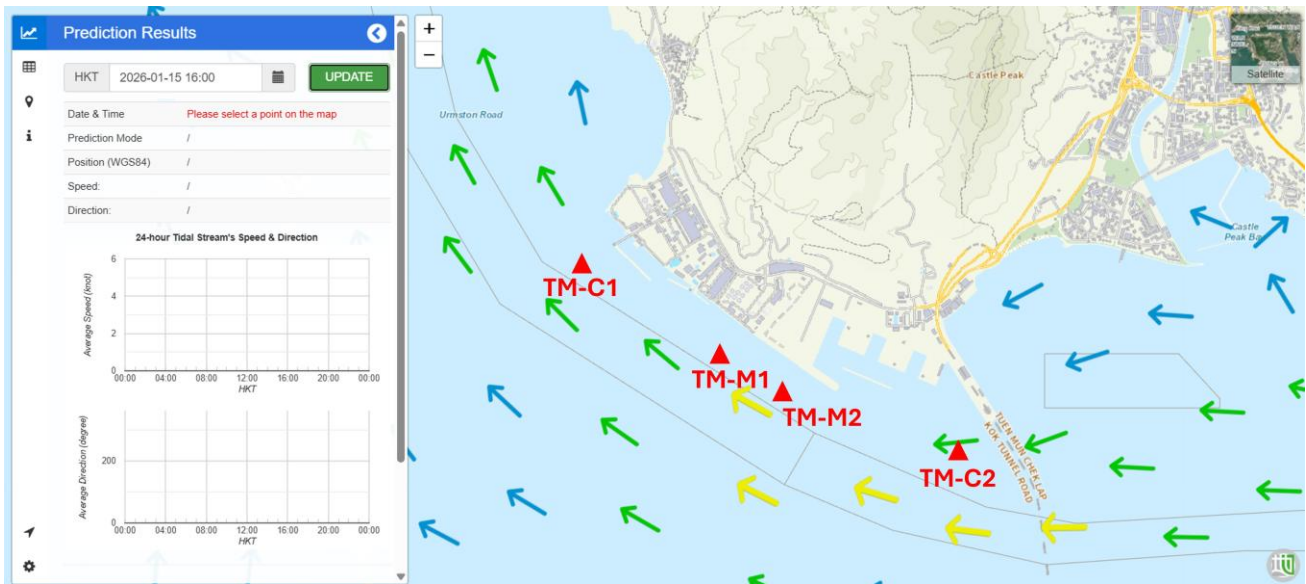 Prediction Results
HKT 2026-01-15 16:00 UPDATE
Date & Time Please select a point on the map
Prediction Mode /
Position (WGS84) /
Speed: /
Direction: /
24-hour Tidal Stream's Speed & Direction
Average Speed (knot)
6
4
2
0
00:00 04:00 08:00 12:00 16:00 20:00 00:00
HKT
Average Direction (degree)
200
0
00:00 04:00 08:00 12:00 16:00 20:00 00:00
HKT
+
−
Urmston Road
Castle Peak
Satellite
Castle
Peak Bay
TM-C1
TM-M1
TM-M2
TM-C2
TUEN MUN CHEK LAP
KOK TUNNEL ROAD